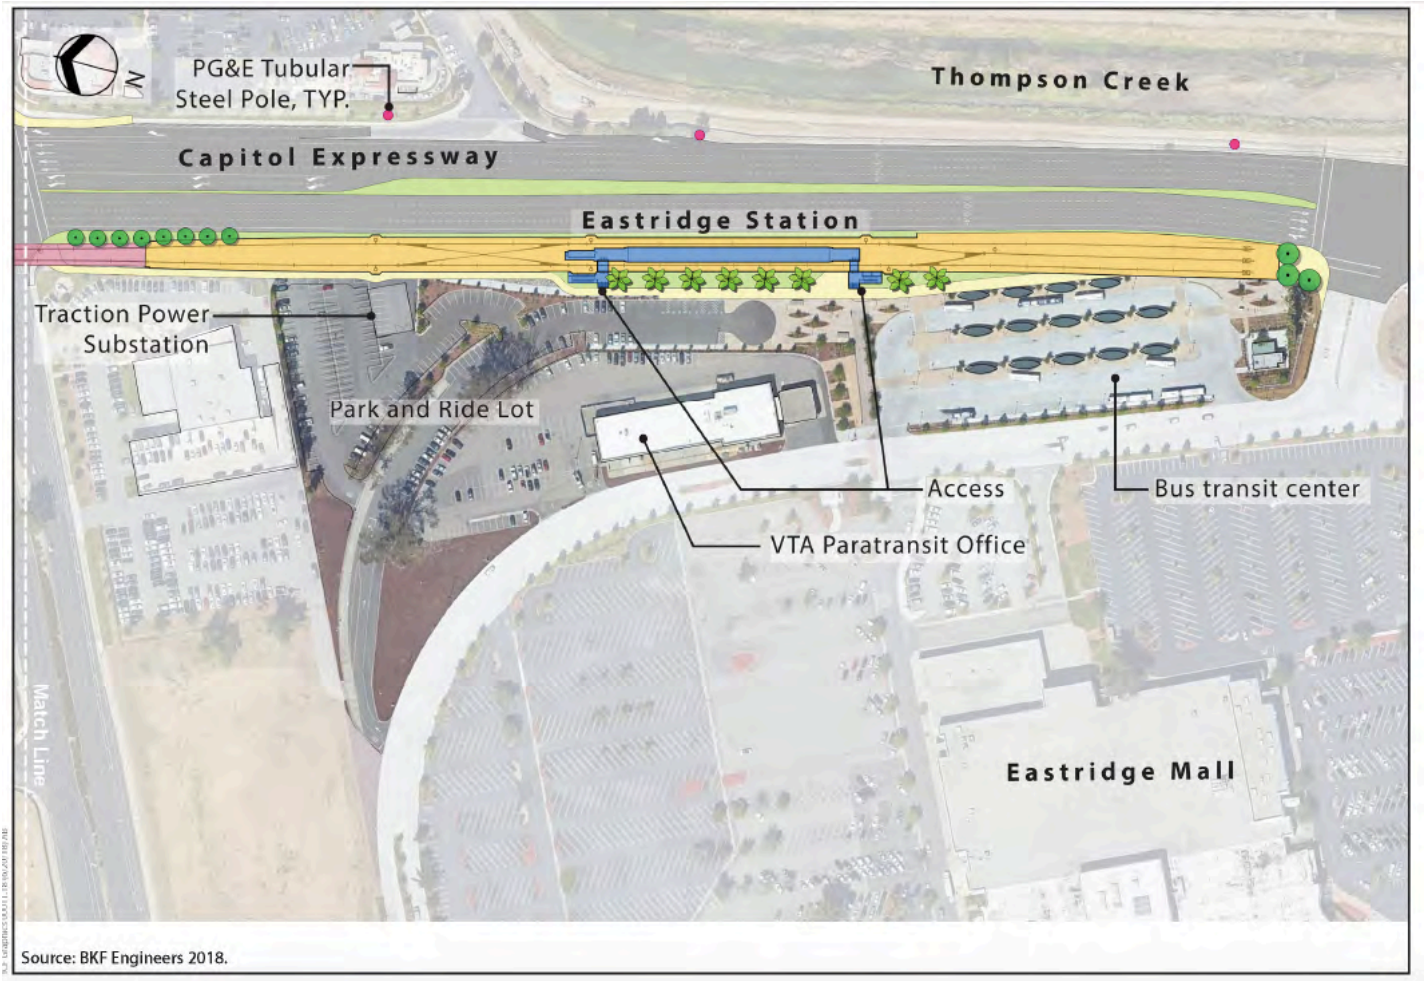 N
PG&E Tubular
Steel Pole, TYP.
Thompson Creek
Capitol Expressway
Eastridge Station
Traction Power
Substation
Park and Ride Lot
Access
Bus transit center
VTA Paratransit Office
Match Line
Eastridge Mall
Source: BKF Engineers 2018.